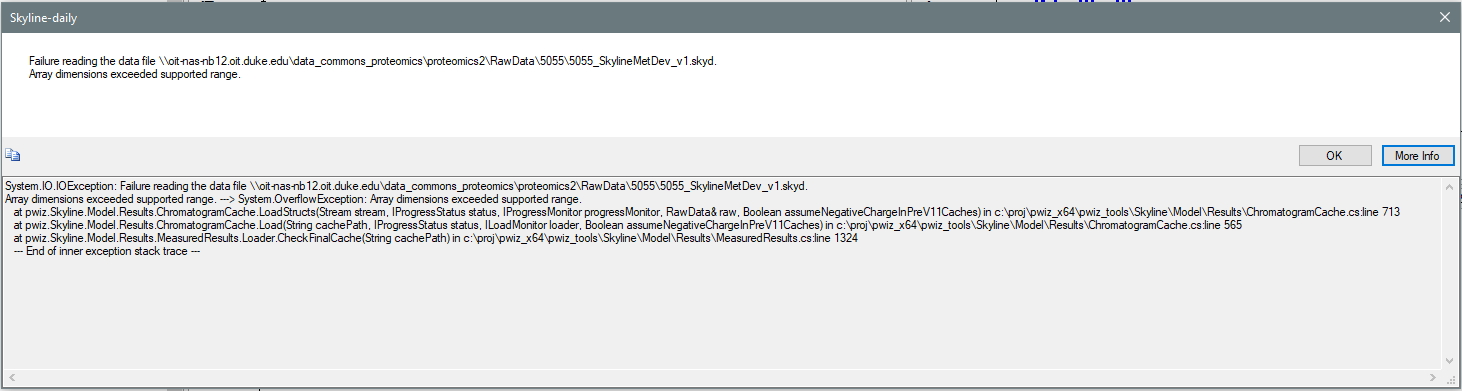 Skyline-daily
Failure reading the data file \\oit-nas-nb12.oit.duke.edu\data_commons_proteomics\proteomics2\RawData\5055\5055_SkylineMetDev_v1.skyd.
Array dimensions exceeded supported range.
OK
More Info
System.IO.IOException: Failure reading the data file \\oit-nas-nb12.oit.duke.edu\data_commons_proteomics\proteomics2\RawData\5055\5055_SkylineMetDev_v1.skyd.
Array dimensions exceeded supported range. ---> System.OverflowException: Array dimensions exceeded supported range.
at pwiz.Skyline.Model.Results.ChromatogramCache.LoadStructs(Stream stream, IProgressStatus status, IProgressMonitor progressMonitor, RawData& raw, Boolean assumeNegativeChargeInPreV11Caches) in c:\proj\pwiz_x64\pwiz_tools\Skyline\Model\Results\ChromatogramCache.cs:line 713
at pwiz.Skyline.Model.Results.ChromatogramCache.Load(String cachePath, IProgressStatus status, ILoadMonitor loader, Boolean assumeNegativeChargeInPreV11Caches) in c:\proj\pwiz_x64\pwiz_tools\Skyline\Model\Results\ChromatogramCache.cs:line 565
at pwiz.Skyline.Model.Results.MeasuredResults.Loader.CheckFinalCache(String cachePath) in c:\proj\pwiz_x64\pwiz_tools\Skyline\Model\Results\MeasuredResults.cs:line 1324
--- End of inner exception stack trace ---